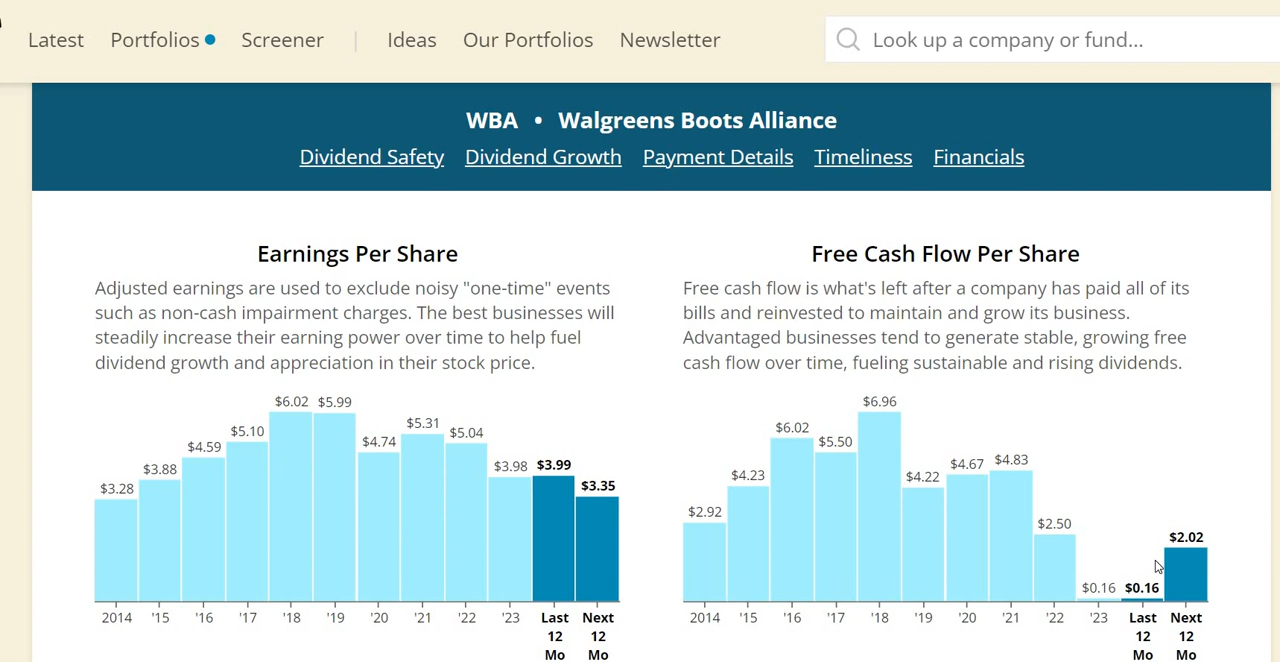 Latest Portfolios Screener | Ideas Our Portfolios Newsletter Look up a company or fund...
WBA • Walgreens Boots Alliance
Dividend Safety Dividend Growth Payment Details Timeliness Financials
Earnings Per Share
Adjusted earnings are used to exclude noisy "one-time" events
such as non-cash impairment charges. The best businesses will
steadily increase their earning power over time to help fuel
dividend growth and appreciation in their stock price.
$3.28 $3.88 $4.59 $5.10 $6.02 $5.99 $4.74 $5.31 $5.04 $3.98 $3.99 $3.35
2014 '15 '16 '17 '18 '19 '20 '21 '22 '23 Last Next
12 12
Mo Mo
Free Cash Flow Per Share
Free cash flow is what's left after a company has paid all of its
bills and reinvested to maintain and grow its business.
Advantaged businesses tend to generate stable, growing free
cash flow over time, fueling sustainable and rising dividends.
$2.92 $4.23 $6.02 $5.50 $6.96 $4.22 $4.67 $4.83 $2.50 $0.16 $0.16 $2.02
2014 '15 '16 '17 '18 '19 '20 '21 '22 '23 Last Next
12 12
Mo Mo